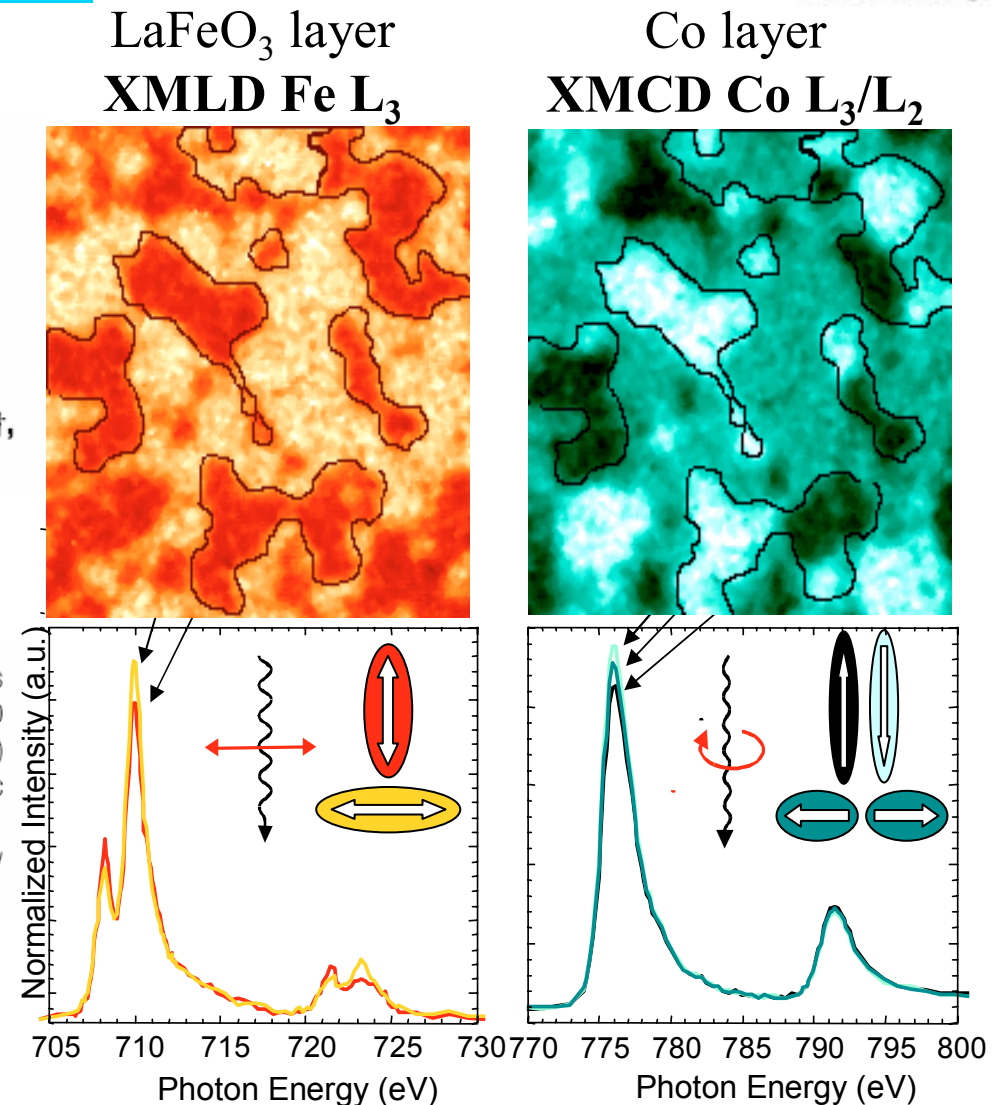 LaFeO₃ layer
XMLD Fe L₃
Co layer
XMCD Co L₃/L₂
Normalized Intensity (a.u.)
705 710 715 720 725 730
Photon Energy (eV)
770 775 780 785 790 795 800
Photon Energy (eV)